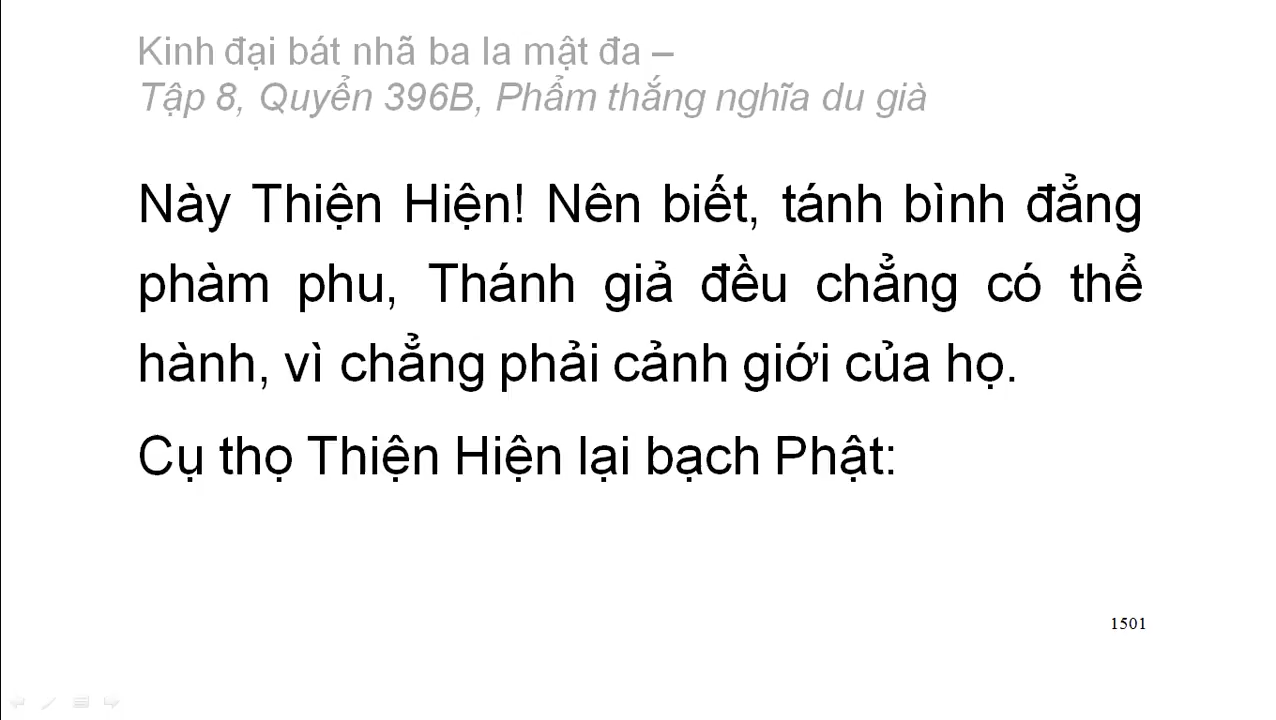 Kinh đại bát nhã ba la mật đa –
Tập 8, Quyển 396B, Phẩm thắng nghĩa du già
Này Thiện Hiện! Nên biết, tánh bình đẳng
phàm phu, Thánh giả đều chẳng có thể
hành, vì chẳng phải cảnh giới của họ.
Cụ thọ Thiện Hiện lại bạch Phật:
1501